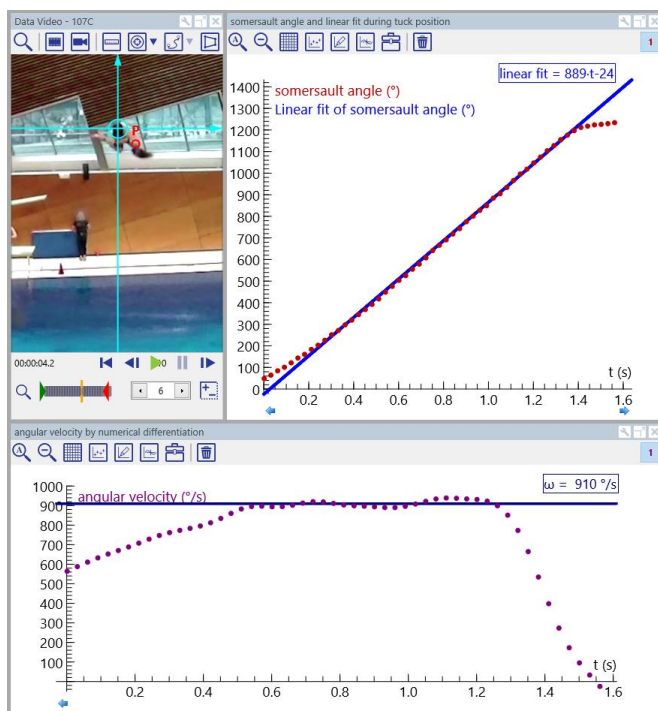 Data Video - 107C
P
O
00:00:04.2
6
somersault angle and linear fit during tuck position
1
linear fit = 889·t-24
somersault angle (°)
Linear fit of somersault angle (°)
1400
1300
1200
1100
1000
900
800
700
600
500
400
300
200
100
0
t (s)
0.2 0.4 0.6 0.8 1.0 1.2 1.4 1.6
angular velocity by numerical differentiation
1
ω = 910 °/s
angular velocity (°/s)
1000
900
800
700
600
500
400
300
200
100
t (s)
0.2 0.4 0.6 0.8 1.0 1.2 1.4 1.6